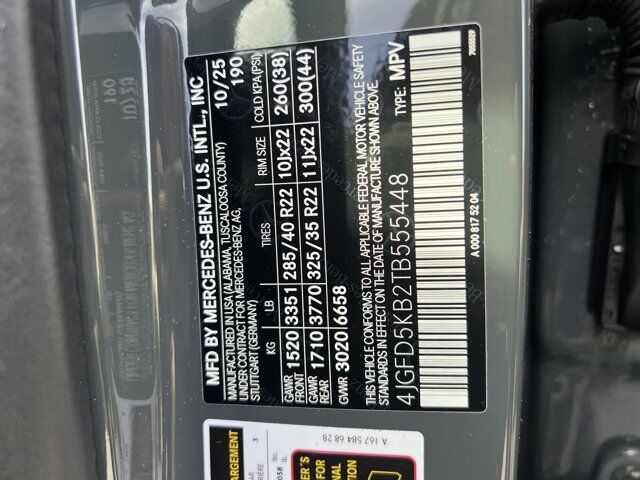 MFD BY MERCEDES-BENZ U.S. INTL., INC
MANUFACTURED IN USA (ALABAMA, TUSCALOOSA COUNTY) 10/25
UNDER CONTRACT FOR MERCEDES-BENZ AG, 190
STUTTGART (GERMANY)
KG LB TIRES RIM SIZE COLD KPA (PSI)
GAWR FRONT 1520 3351 285/40 R22 10Jx22 260(38)
GAWR REAR 1710 3770 325/35 R22 11Jx22 300(44)
GVWR 3020 6658
THIS VEHICLE CONFORMS TO ALL APPLICABLE FEDERAL MOTOR VEHICLE SAFETY
STANDARDS IN EFFECT ON THE DATE OF MANUFACTURE SHOWN ABOVE.
4JGFD5KB2TB555448 TYPE: MPV
A 000 817 52 04
A 167 584 68 28